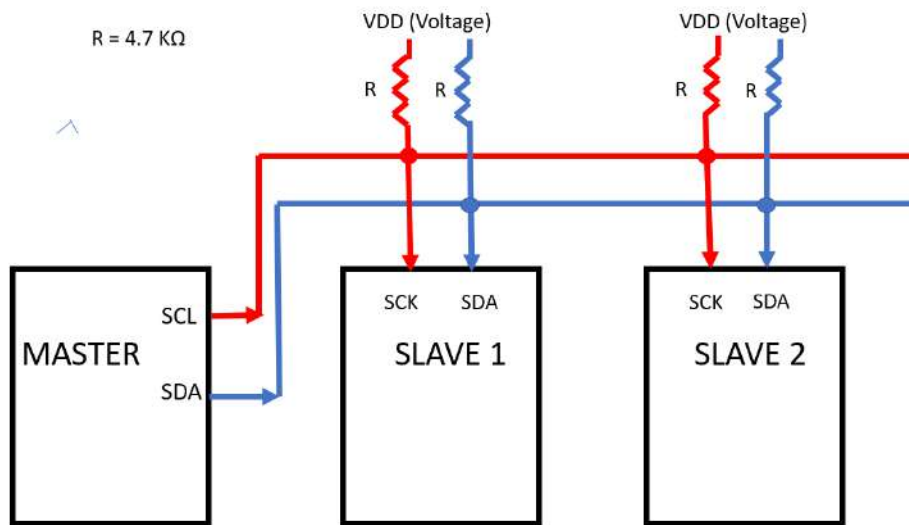 VDD (Voltage)
VDD (Voltage)
R = 4.7 KΩ
R
R
R
R
SCL
MASTER
SDA
SCK
SDA
SLAVE 1
SCK
SDA
SLAVE 2